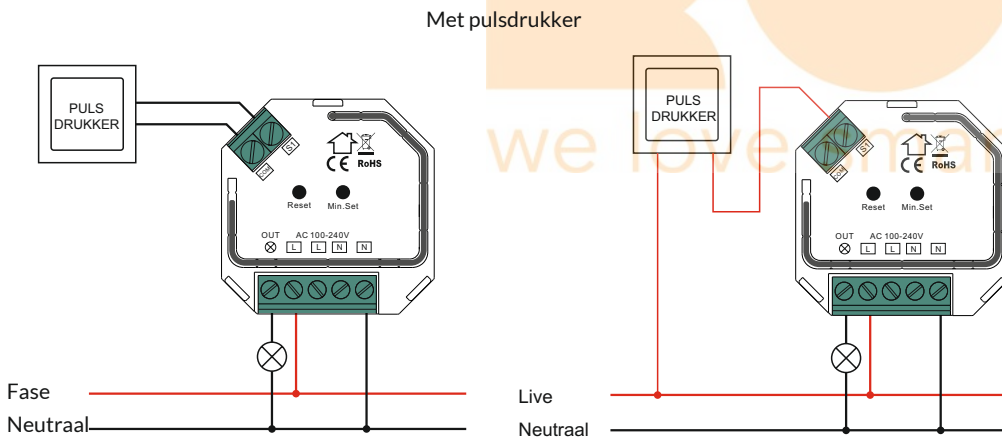 Met pulsdrukker
PULS
DRUKKER
S1
COM
CE RoHS
Reset Min.Set
OUT AC 100-240V
L L N N
Fase
Neutraal
we love smar
PULS
DRUKKER
S1
COM
CE RoHS
Reset Min.Set
OUT AC 100-240V
L L N N
Live
Neutraal